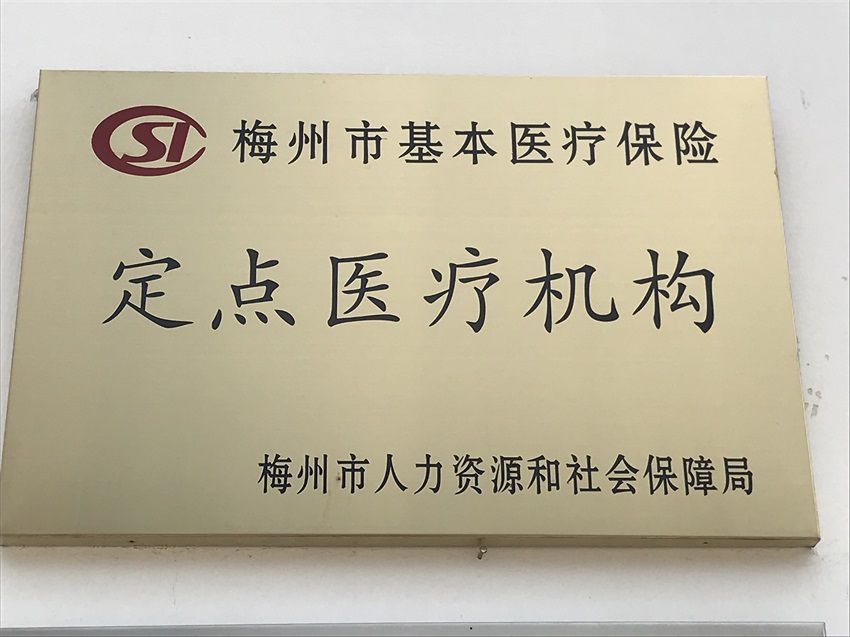 CSI 梅州市基本医疗保险
定点医疗机构
梅州市人力资源和社会保障局